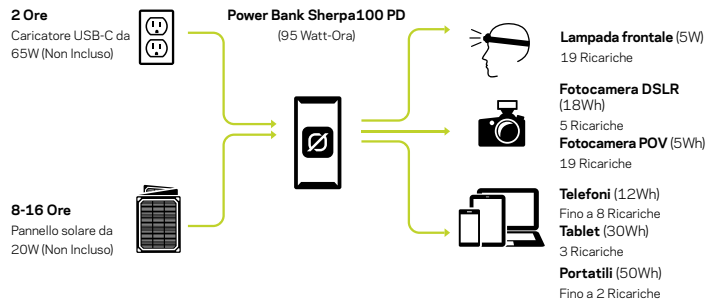 2 Ore
Caricatore USB-C da
65W (Non Incluso)
8-16 Ore
Pannello solare da
20W (Non Incluso)
Power Bank Sherpa100 PD
(95 Watt-Ora)
Lampada frontale (5W)
19 Ricariche
Fotocamera DSLR
(18Wh)
5 Ricariche
Fotocamera POV (5Wh)
19 Ricariche
Telefoni (12Wh)
Fino a 8 Ricariche
Tablet (30Wh)
3 Ricariche
Portatili (50Wh)
Fino a 2 Ricariche